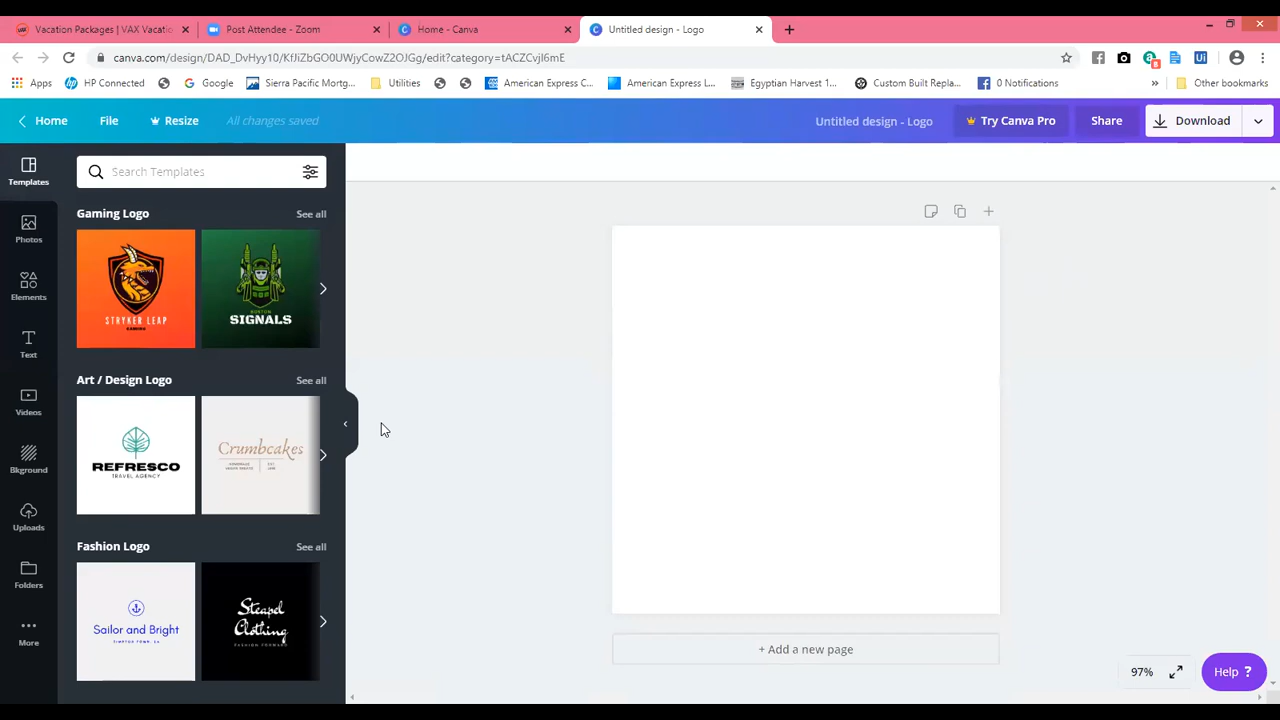 Vacation Packages | VAX Vacatio
Post Attendee - Zoom
Home - Canva
Untitled design - Logo
canva.com/design/DAD_DvHyy10/KfJiZbGO0UWjyCowZ2OJGg/edit?category=tACZCvjI6mE
Apps
HP Connected
Google
Sierra Pacific Mortg...
Utilities
American Express C...
American Express L...
Egyptian Harvest 1...
Custom Built Repla...
0 Notifications
»
Other bookmarks
Home
File
Resize
All changes saved
Untitled design - Logo
Try Canva Pro
Share
Download
Templates
Photos
Elements
Text
Videos
Bkground
Uploads
Folders
More
Search Templates
Gaming Logo
See all
STRYKER LEAP
GAMING
BOSTON
SIGNALS
Art / Design Logo
See all
REFRESCO
TRAVEL AGENCY
Crumbcakes
Fashion Logo
See all
Sailor and Bright
Steapel
Clothing
FASHION FORWARD
+ Add a new page
97%
Help ?